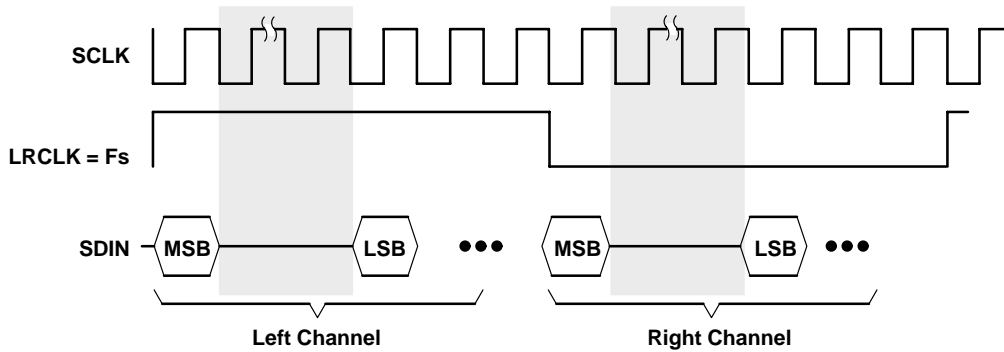 SCLK
LRCLK = Fs
SDIN
MSB
LSB
•••
MSB
LSB
•••
Left Channel
Right Channel